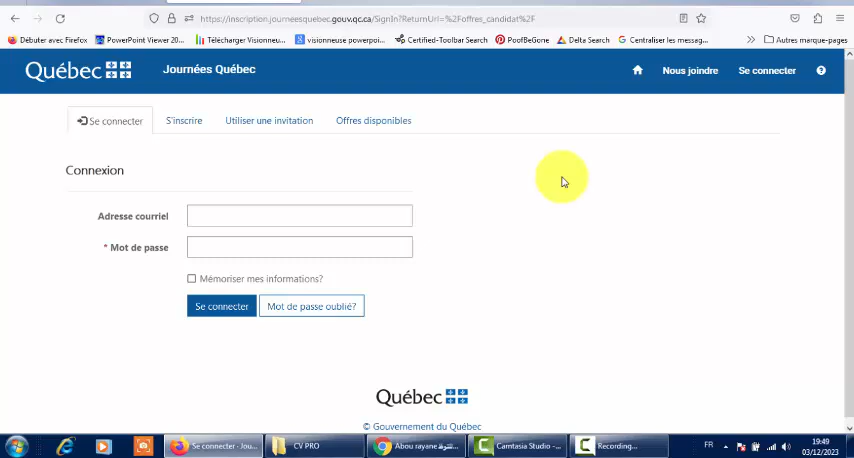 https://inscription.journeesquebec.gouv.qc.ca/SignIn?ReturnUrl=%2Foffres_candidat%2F
Débuter avec Firefox PowerPoint Viewer 20... Télécharger Visionneu... visionneuse powerpoi... Certified-Toolbar Search PoofBeGone Delta Search Centraliser les messag... Autres marque-pages
Québec Journées Québec Nous joindre Se connecter
Se connecter S'inscrire Utiliser une invitation Offres disponibles
Connexion
Adresse courriel
* Mot de passe
Mémoriser mes informations?
Se connecter Mot de passe oublié?
Québec
© Gouvernement du Québec
Se connecter - Jou... CV PRO Abou rayane Camtasia Studio -... Recording... FR 19:49
03/12/2023